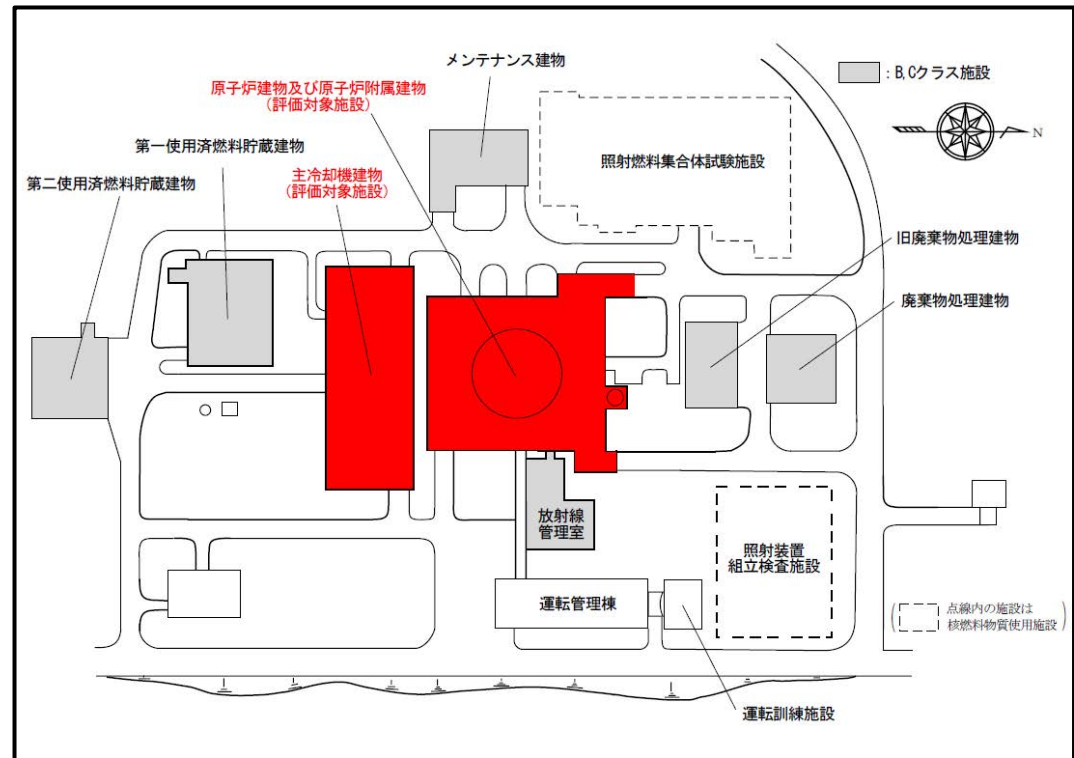 メンテナンス建物
: B,Cクラス施設
原子炉建物及び原子炉附属建物
(評価対象施設)
N
第一使用済燃料貯蔵建物
照射燃料集合体試験施設
第二使用済燃料貯蔵建物
主冷却機建物
(評価対象施設)
旧廃棄物処理建物
廃棄物処理建物
放射線
管理室
照射装置
組立検査施設
運転管理棟
点線内の施設は
核燃料物質使用施設
運転訓練施設